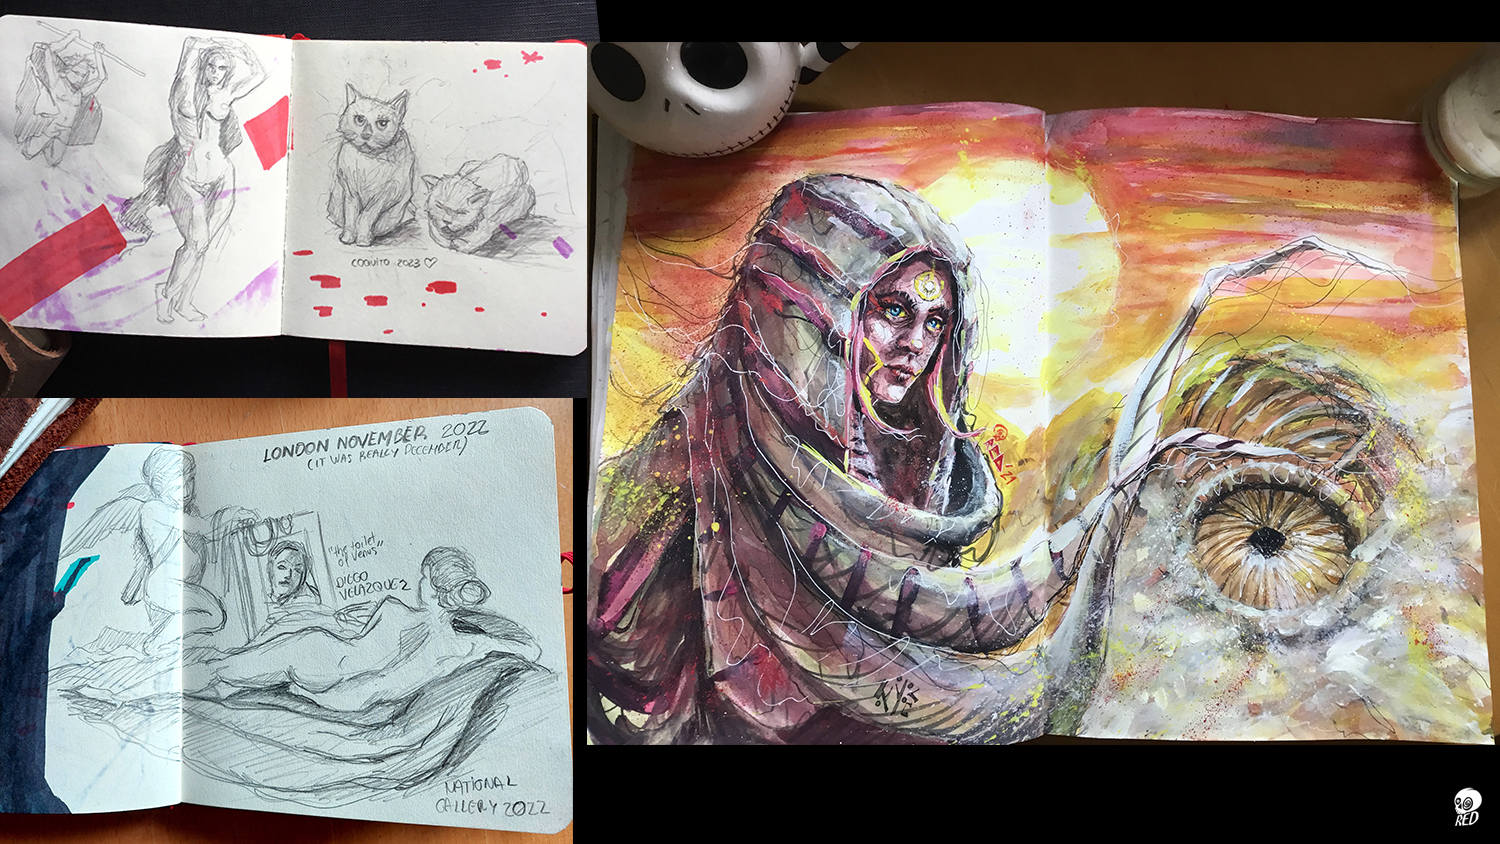 COQUITO 2023 ♡
LONDON NOVEMBER 2022
(IT WAS REALLY DECEMBER)
"the toilet
of Venus"
DIEGO
VELAZQUEZ
NATIONAL
GALLERY 2022
RED